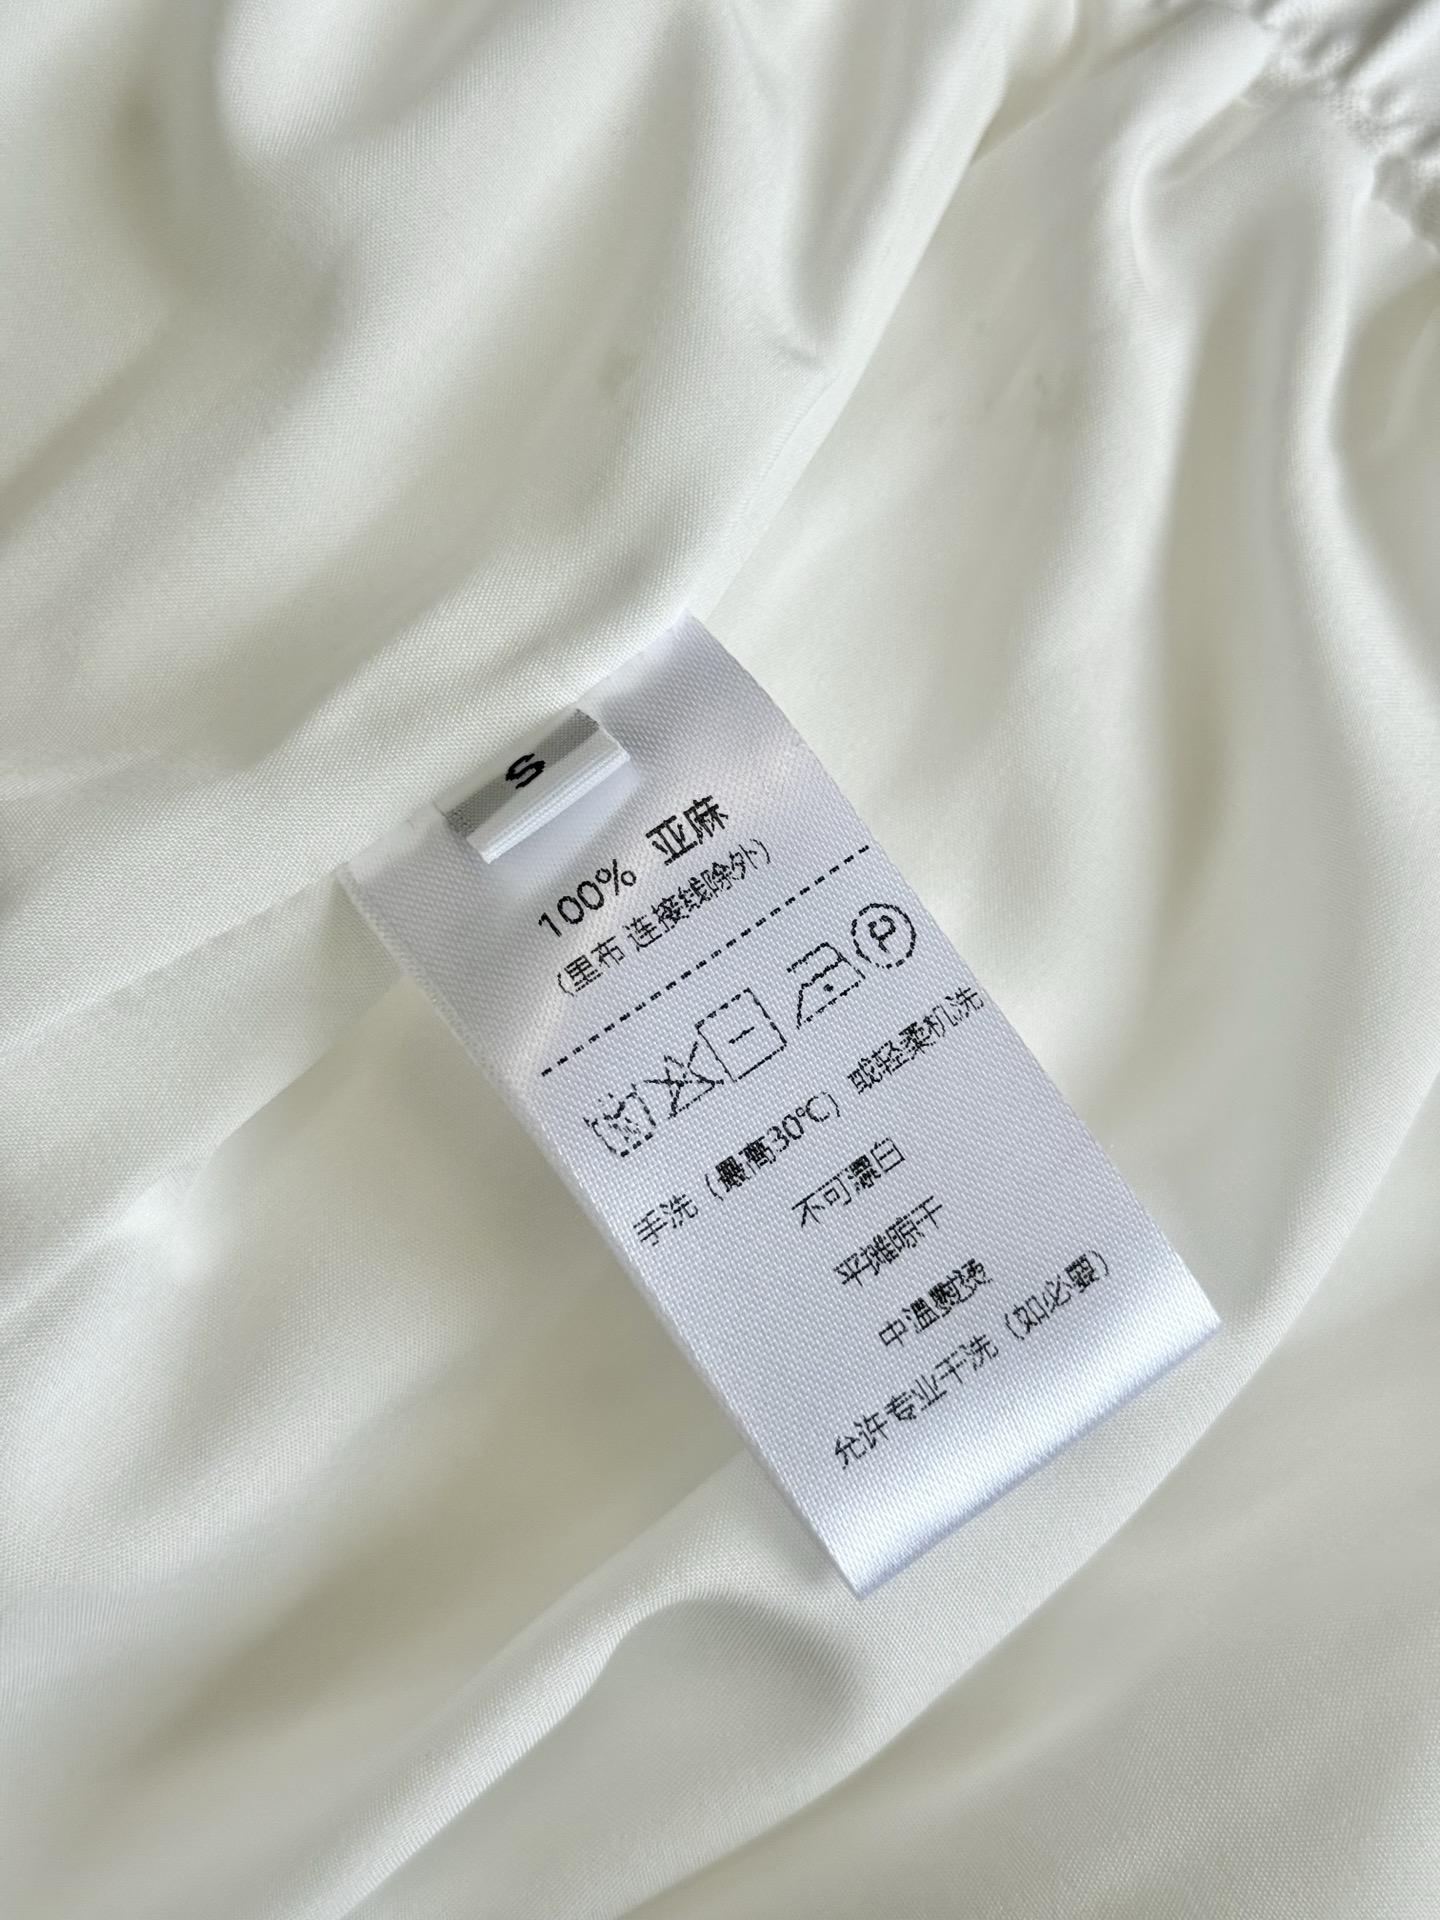 S
100% 亚麻
(里布 连接线除外)
P
手洗（最高30℃）或轻柔机洗
不可漂白
平摊晾干
中温熨烫
允许专业干洗（如必要）